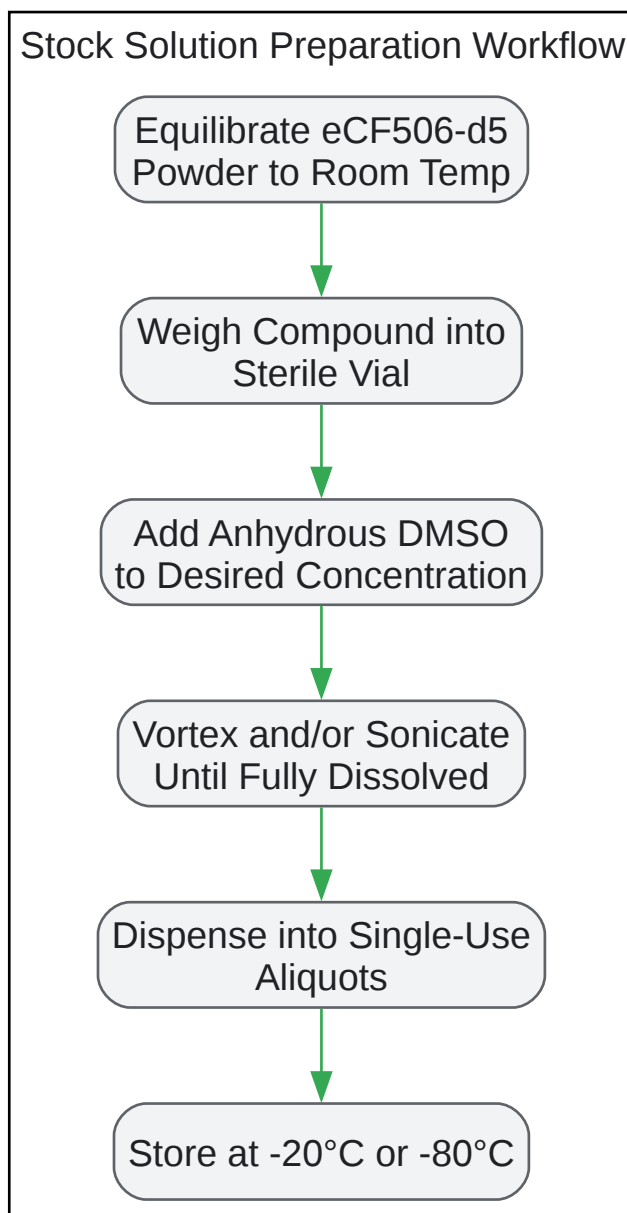 Stock Solution Preparation Workflow
Equilibrate eCF506-d5
Powder to Room Temp
Weigh Compound into
Sterile Vial
Add Anhydrous DMSO
to Desired Concentration
Vortex and/or Sonicate
Until Fully Dissolved
Dispense into Single-Use
Aliquots
Store at -20°C or -80°C